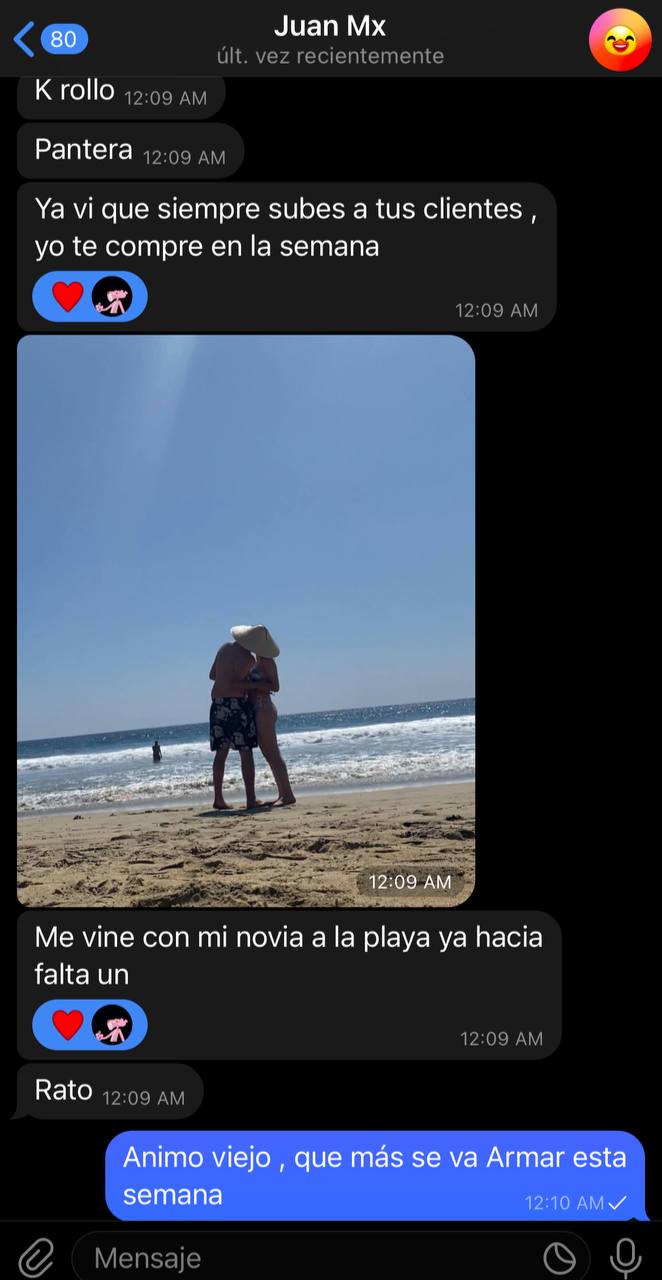 80
Juan Mx
últ. vez recientemente
K rollo 12:09 AM
Pantera 12:09 AM
Ya vi que siempre subes a tus clientes ,
yo te compre en la semana
12:09 AM
12:09 AM
Me vine con mi novia a la playa ya hacia
falta un
12:09 AM
Rato 12:09 AM
Animo viejo , que más se va Armar esta
semana
12:10 AM
Mensaje